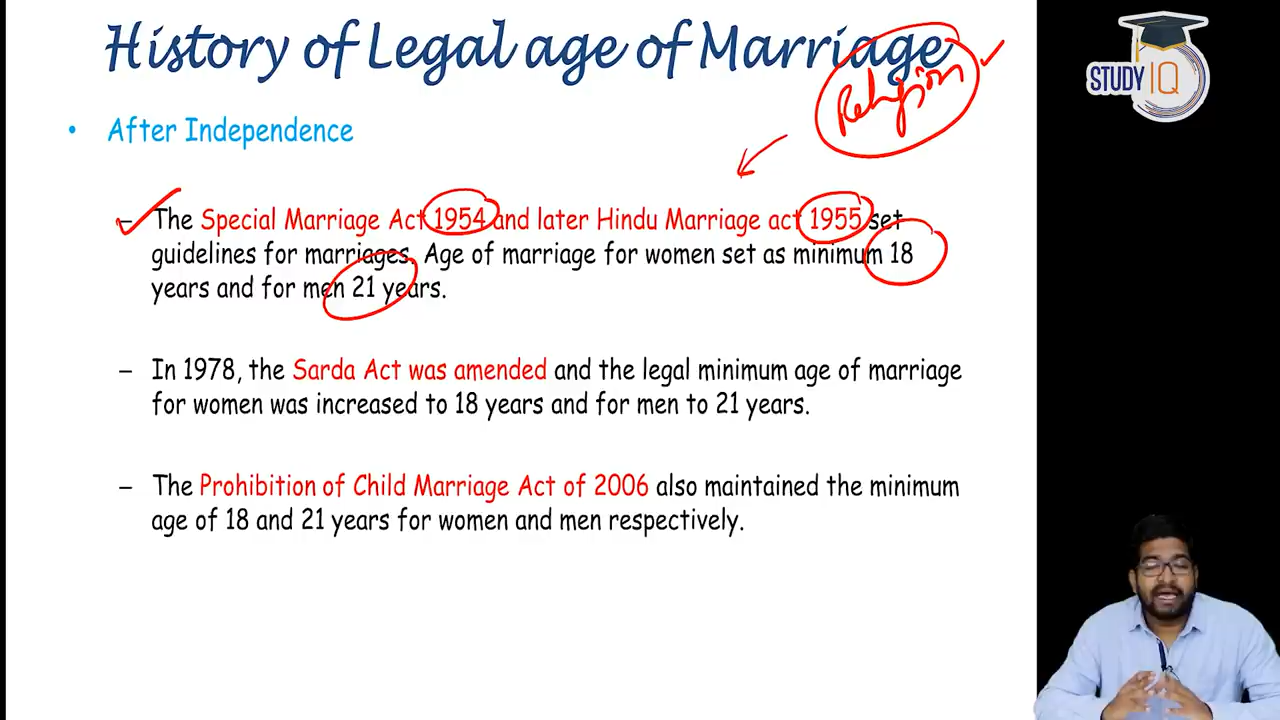 History of Legal age of Marriage
Religion
STUDY IQ
• After Independence
– The Special Marriage Act 1954 and later Hindu Marriage act 1955 set
guidelines for marriages. Age of marriage for women set as minimum 18
years and for men 21 years.
– In 1978, the Sarda Act was amended and the legal minimum age of marriage
for women was increased to 18 years and for men to 21 years.
– The Prohibition of Child Marriage Act of 2006 also maintained the minimum
age of 18 and 21 years for women and men respectively.